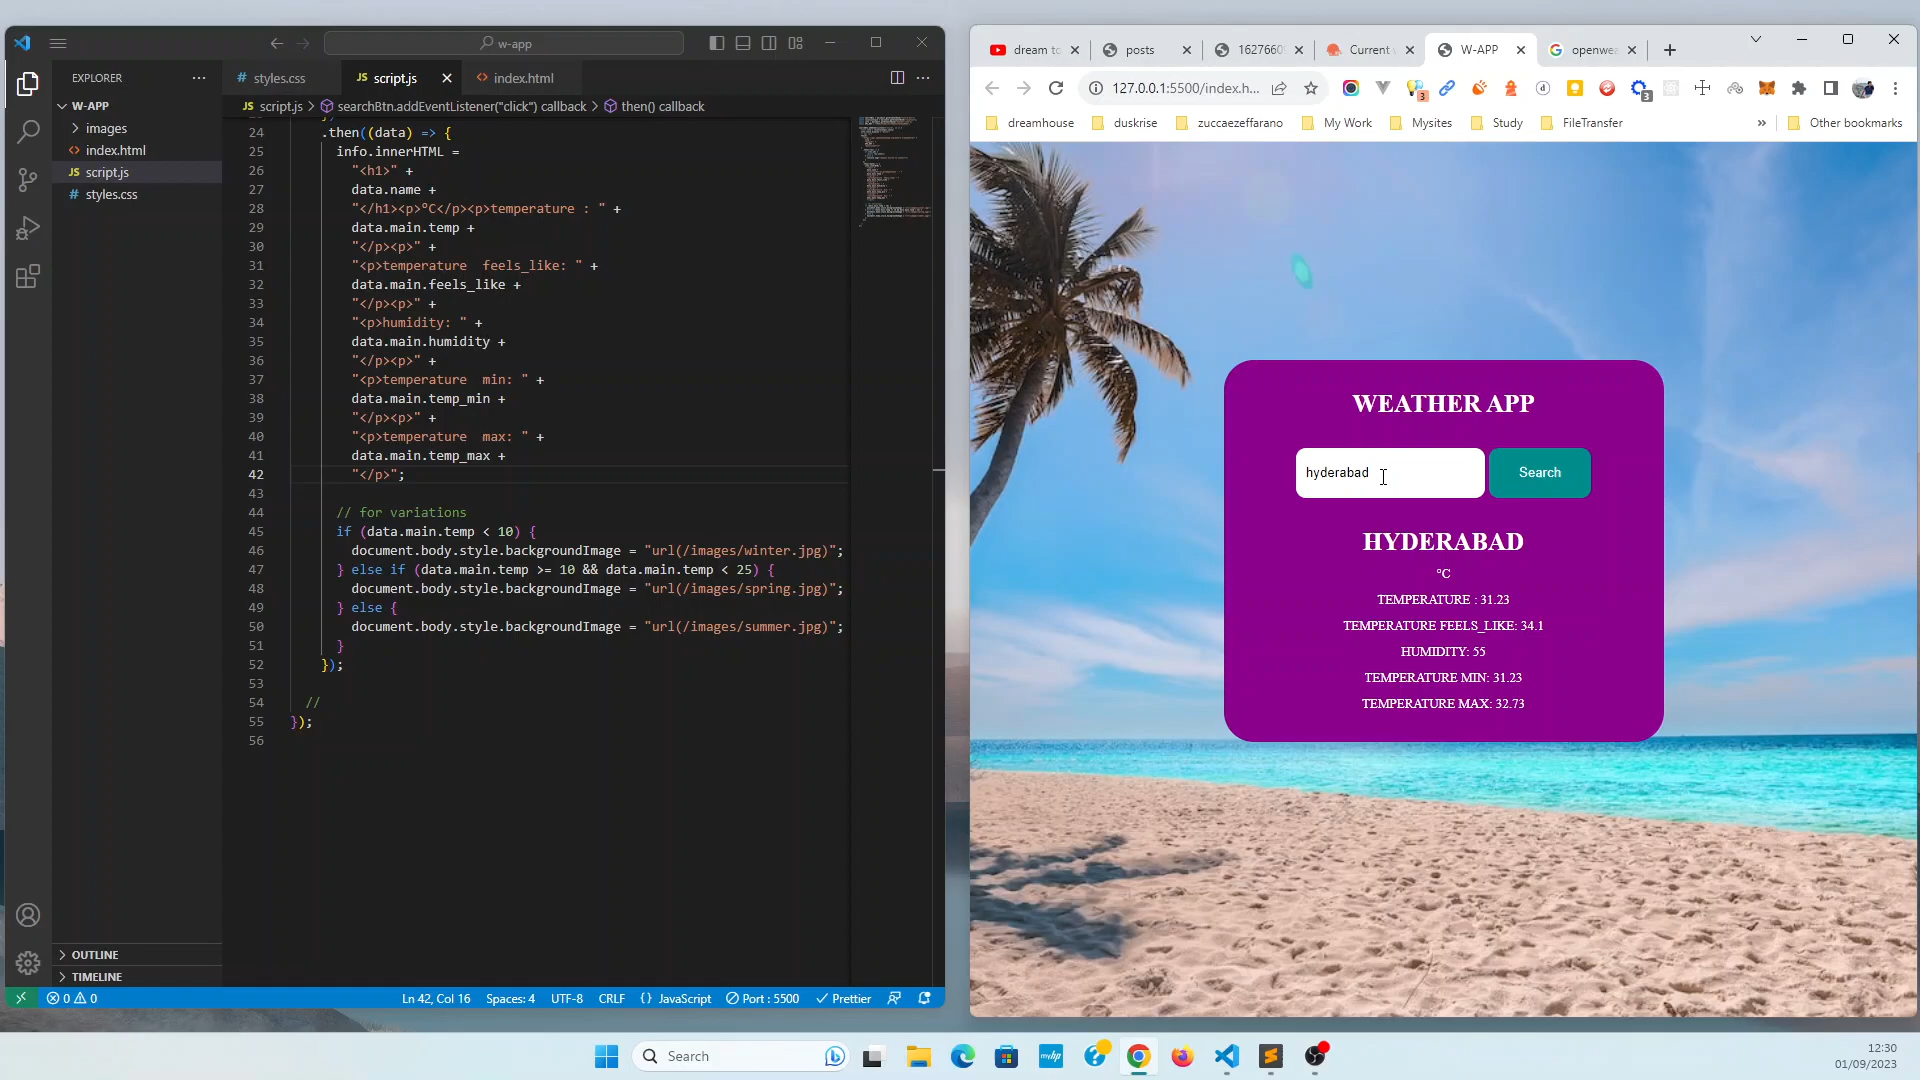 w-app
EXPLORER
W-APP
images
index.html
script.js
styles.css
OUTLINE
TIMELINE
styles.css
script.js
index.html
script.js > searchBtn.addEventListener("click") callback > then() callback
24 .then((data) => {
25 info.innerHTML =
26 "<h1>" +
27 data.name +
28 "</h1><p>°C</p><p>temperature : " +
29 data.main.temp +
30 "</p><p>" +
31 "<p>temperature  feels_like: " +
32 data.main.feels_like +
33 "</p><p>" +
34 "<p>humidity: " +
35 data.main.humidity +
36 "</p><p>" +
37 "<p>temperature  min: " +
38 data.main.temp_min +
39 "</p><p>" +
40 "<p>temperature  max: " +
41 data.main.temp_max +
42 "</p>";
43
44 // for variations
45 if (data.main.temp < 10) {
46 document.body.style.backgroundImage = "url(/images/winter.jpg)";
47 } else if (data.main.temp >= 10 && data.main.temp < 25) {
48 document.body.style.backgroundImage = "url(/images/spring.jpg)";
49 } else {
50 document.body.style.backgroundImage = "url(/images/summer.jpg)";
51 }
52 });
53
54 //
55 });
56
0 0 Ln 42, Col 16 Spaces: 4 UTF-8 CRLF {} JavaScript Port : 5500 Prettier
dream to
posts
1627660
Current
W-APP
openwea
127.0.0.1:5500/index.h...
3
3
dreamhouse duskrise zuccaezeffarano My Work Mysites Study FileTransfer » Other bookmarks
WEATHER APP
hyderabad
Search
HYDERABAD
°C
TEMPERATURE : 31.23
TEMPERATURE FEELS_LIKE: 34.1
HUMIDITY: 55
TEMPERATURE MIN: 31.23
TEMPERATURE MAX: 32.73
Search
12:30
01/09/2023